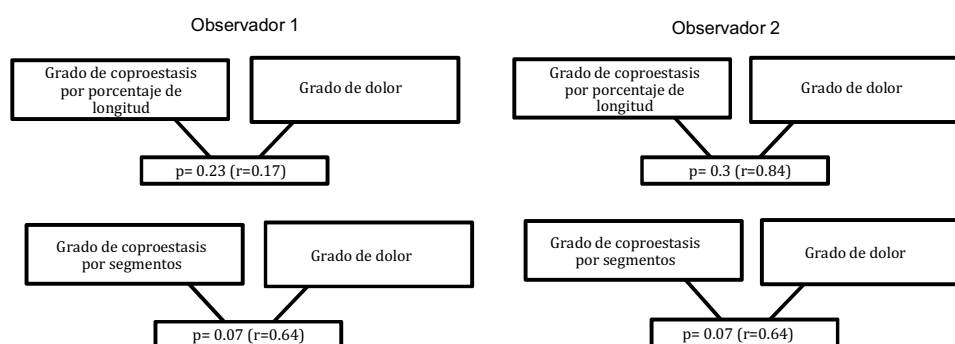 Observador 1
Grado de coproestasis
por porcentaje de
longitud
Grado de dolor
p= 0.23 (r=0.17)
Grado de coproestasis
por segmentos
Grado de dolor
p= 0.07 (r=0.64)
Observador 2
Grado de coproestasis
por porcentaje de
longitud
Grado de dolor
p= 0.3 (r=0.84)
Grado de coproestasis
por segmentos
Grado de dolor
p= 0.07 (r=0.64)